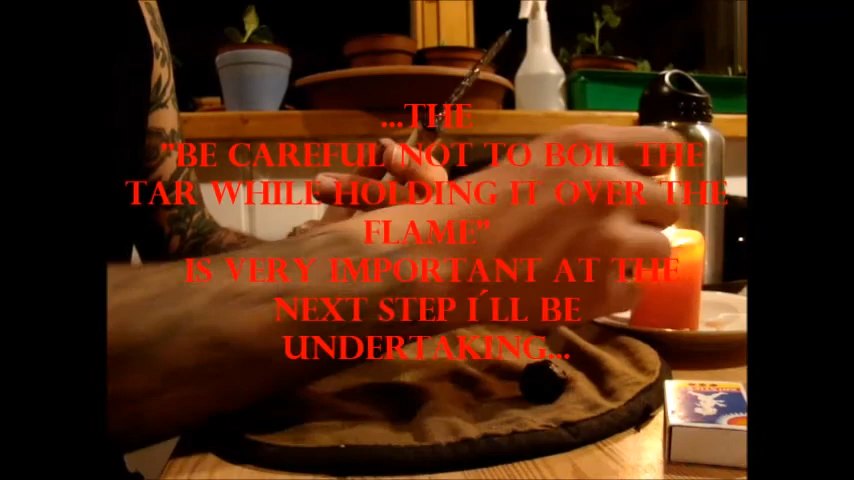 ...THE
"BE CAREFUL NOT TO BOIL THE
TAR WHILE HOLDING IT OVER THE
FLAME"
IS VERY IMPORTANT AT THE
NEXT STEP I´LL BE
UNDERTAKING...